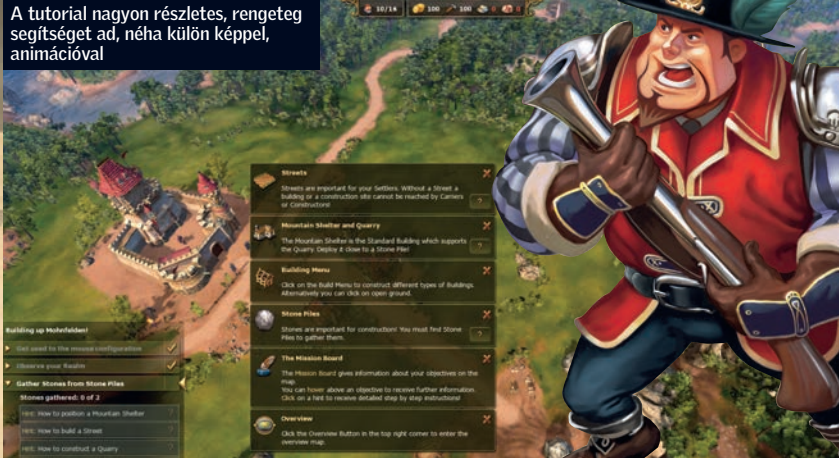 A tutorial nagyon részletes, rengeteg
segítséget ad, néha külön képpel,
animációval
10/14
100
100
0
0
Streets
Streets are important for your Settlers. Without a Street a
building or a construction site cannot be reached by Carriers
or Constructors!
?
Mountain Shelter and Quarry
The Mountain Shelter is the Standard Building which supports
the Quarry. Deploy it close to a Stone Pile!
?
Building Menu
Click on the Build Menu to construct different types of Buildings.
Alternatively you can click on open ground.
Stone Piles
Stones are important for construction! You must find Stone
Piles to gather them.
?
The Mission Board
The Mission Board gives information about your objectives on the
map.
You can hover above an objective to receive further information.
Click on a hint to receive detailed step by step instructions!
Overview
Click the Overview Button in the top right corner to enter the
overview map.
Building up Mohnfelden!
Get used to the mouse configuration
Observe your Realm
Gather Stones from Stone Piles
Stones gathered: 0 of 2
Hint: How to position a Mountain Shelter ?
Hint: How to build a Street ?
Hint: How to construct a Quarry ?